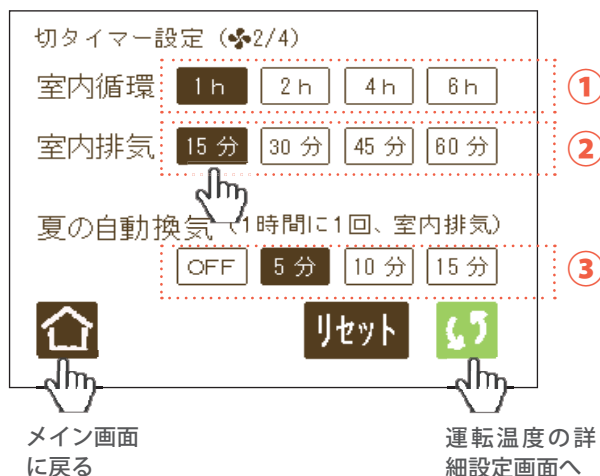 切タイマー設定 (2/4)
室内循環 1h 2h 4h 6h ①
室内排気 15分 30分 45分 60分 ②
夏の自動換気 (1時間に1回、室内排気)
OFF 5分 10分 15分 ③
リセット
メイン画面
に戻る
運転温度の詳
細設定画面へ